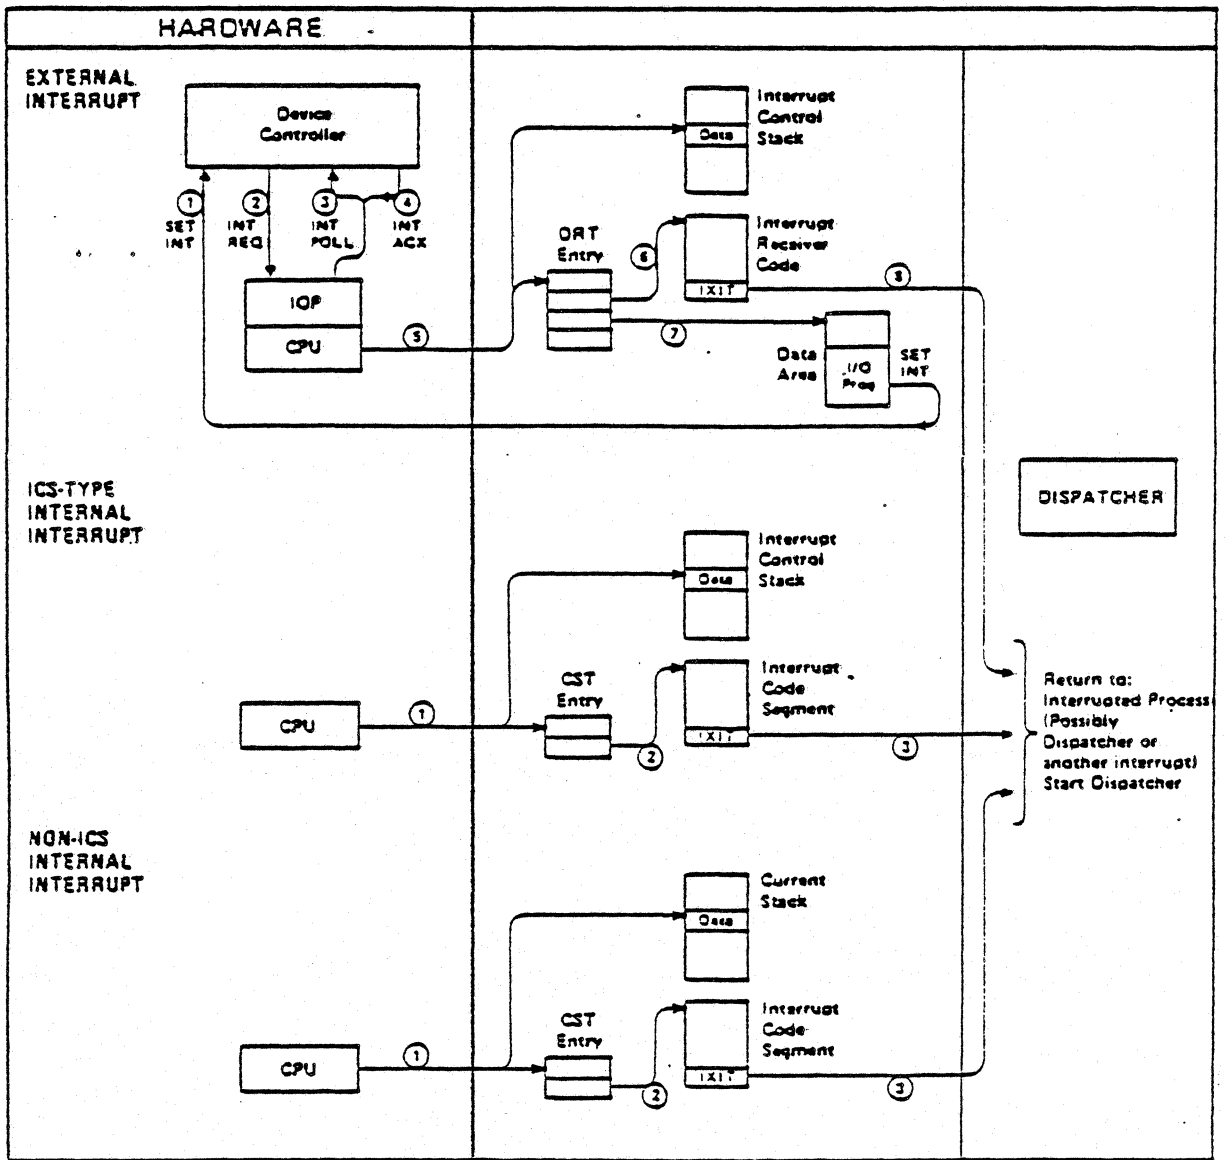 HARDWARE
EXTERNAL
INTERRUPT
Device
Controller
1
SET
INT
2
INT
REQ
3
INT
POLL
4
INT
ACK
IOP
CPU
5
DRT
Entry
6
7
Data
Interrupt
Control
Stack
Interrupt
Receiver
Code
EXIT
8
Data
Area
I/O
Prog
SET
INT
ICS-TYPE
INTERNAL
INTERRUPT
DISPATCHER
Data
Interrupt
Control
Stack
CPU
1
CST
Entry
2
Interrupt
Code
Segment
EXIT
3
Return to:
Interrupted Process
(Possibly
Dispatcher or
another interrupt)
Start Dispatcher
NON-ICS
INTERNAL
INTERRUPT
Data
Current
Stack
CPU
1
CST
Entry
2
Interrupt
Code
Segment
EXIT
3